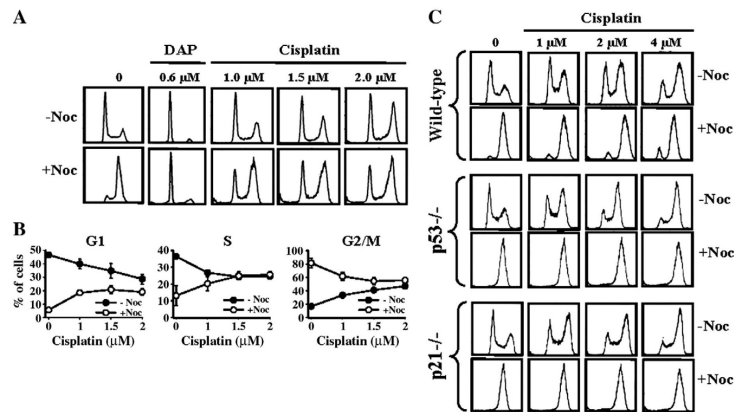 A
DAP Cisplatin
0 0.6 µM 1.0 µM 1.5 µM 2.0 µM
-Noc
+Noc
B
G1 S G2/M
% of cells
50
40
30
20
10
0
- Noc
+Noc
0 1 1,5 2
Cisplatin (µM)
40
30
20
10
0
- Noc
+Noc
0 1 1,5 2
Cisplatin (µM)
100
80
60
40
20
0
- Noc
+Noc
0 1 1,5 2
Cisplatin (µM)
C
Cisplatin
0 1 µM 2 µM 4 µM
Wild-type
-Noc
+Noc
p53-/-
-Noc
+Noc
p21-/-
-Noc
+Noc